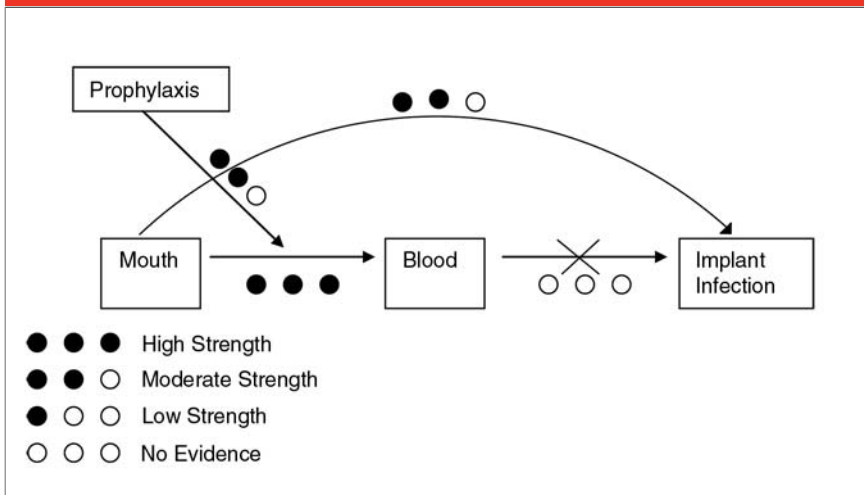 Prophylaxis
Mouth
Blood
Implant
Infection
High Strength
Moderate Strength
Low Strength
No Evidence